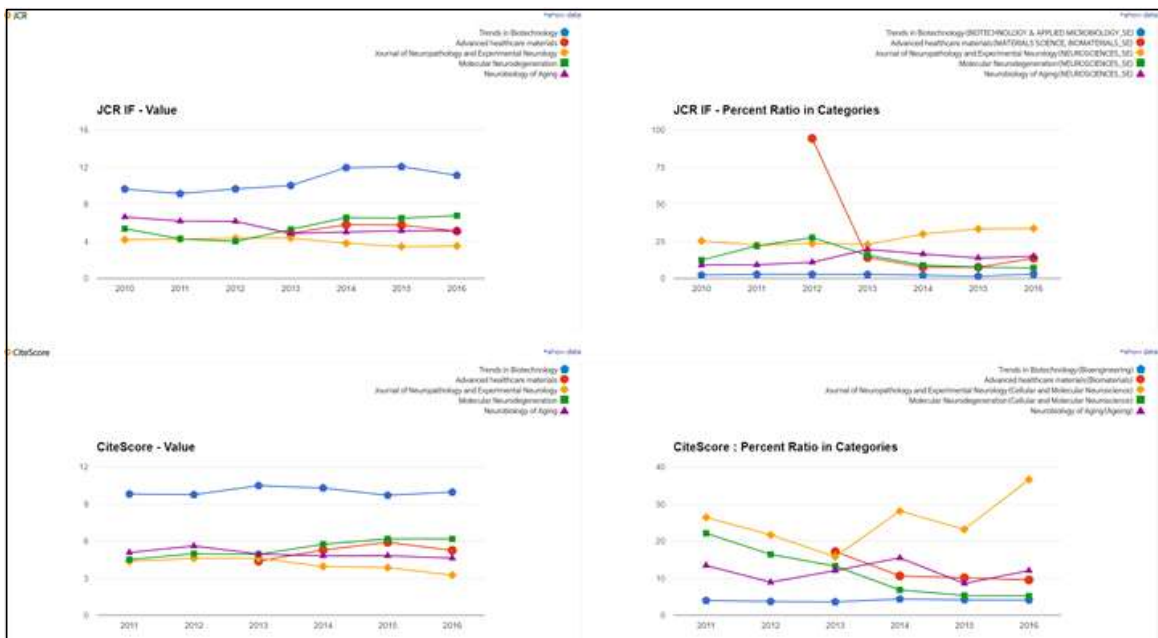 JCR
+show data
Trends in Biotechnology
Advanced healthcare materials
Journal of Neuropathology and Experimental Neurology
Molecular Neurodegeneration
Neurobiology of Aging
JCR IF - Value
16
12
8
4
0
2010 2011 2012 2013 2014 2015 2016
+show data
Trends in Biotechnology(BIOTECHNOLOGY & APPLIED MICROBIOLOGY_SE)
Advanced healthcare materials(MATERIALS SCIENCE, BIOMATERIALS_SE)
Journal of Neuropathology and Experimental Neurology(NEUROSCIENCES_SE)
Molecular Neurodegeneration(NEUROSCIENCES_SE)
Neurobiology of Aging(NEUROSCIENCES_SE)
JCR IF - Percent Ratio in Categories
100
75
50
25
0
2010 2011 2012 2013 2014 2015 2016
CiteScore
+show data
Trends in Biotechnology
Advanced healthcare materials
Journal of Neuropathology and Experimental Neurology
Molecular Neurodegeneration
Neurobiology of Aging
CiteScore - Value
12
9
6
3
0
2011 2012 2013 2014 2015 2016
+show data
Trends in Biotechnology(Bioengineering)
Advanced healthcare materials(Biomaterials)
Journal of Neuropathology and Experimental Neurology(Cellular and Molecular Neuroscience)
Molecular Neurodegeneration(Cellular and Molecular Neuroscience)
Neurobiology of Aging(Ageing)
CiteScore : Percent Ratio in Categories
40
30
20
10
0
2011 2012 2013 2014 2015 2016